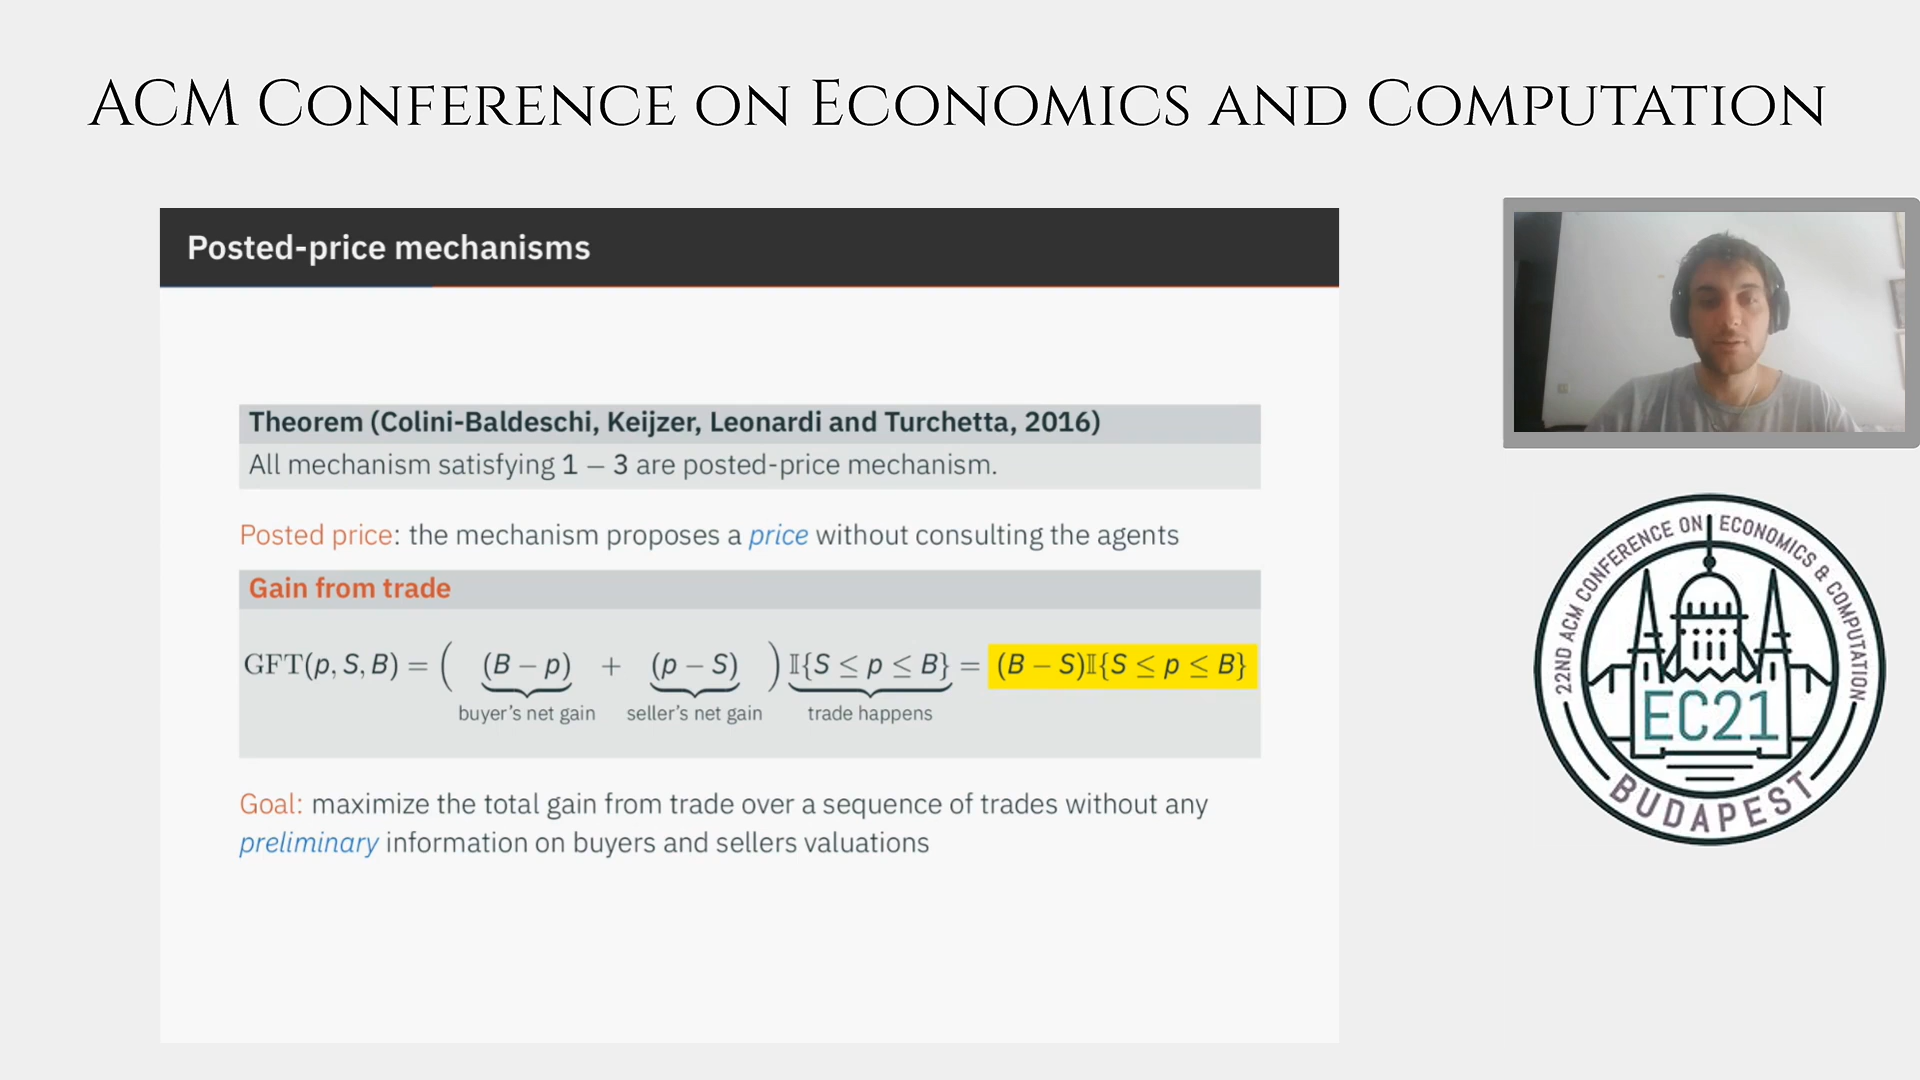 ACM Conference on Economics and Computation
Posted-price mechanisms
Theorem (Colini-Baldeschi, Keijzer, Leonardi and Turchetta, 2016)
All mechanism satisfying 1 – 3 are posted-price mechanism.
Posted price: the mechanism proposes a price without consulting the agents
Gain from trade
GFT(p, S, B) = ( (B − p) + (p − S) ) 𝕀{S ≤ p ≤ B} = (B − S)𝕀{S ≤ p ≤ B}
buyer's net gain seller's net gain trade happens
Goal: maximize the total gain from trade over a sequence of trades without any
preliminary information on buyers and sellers valuations
22ND ACM CONFERENCE ON ECONOMICS & COMPUTATION
EC21
BUDAPEST